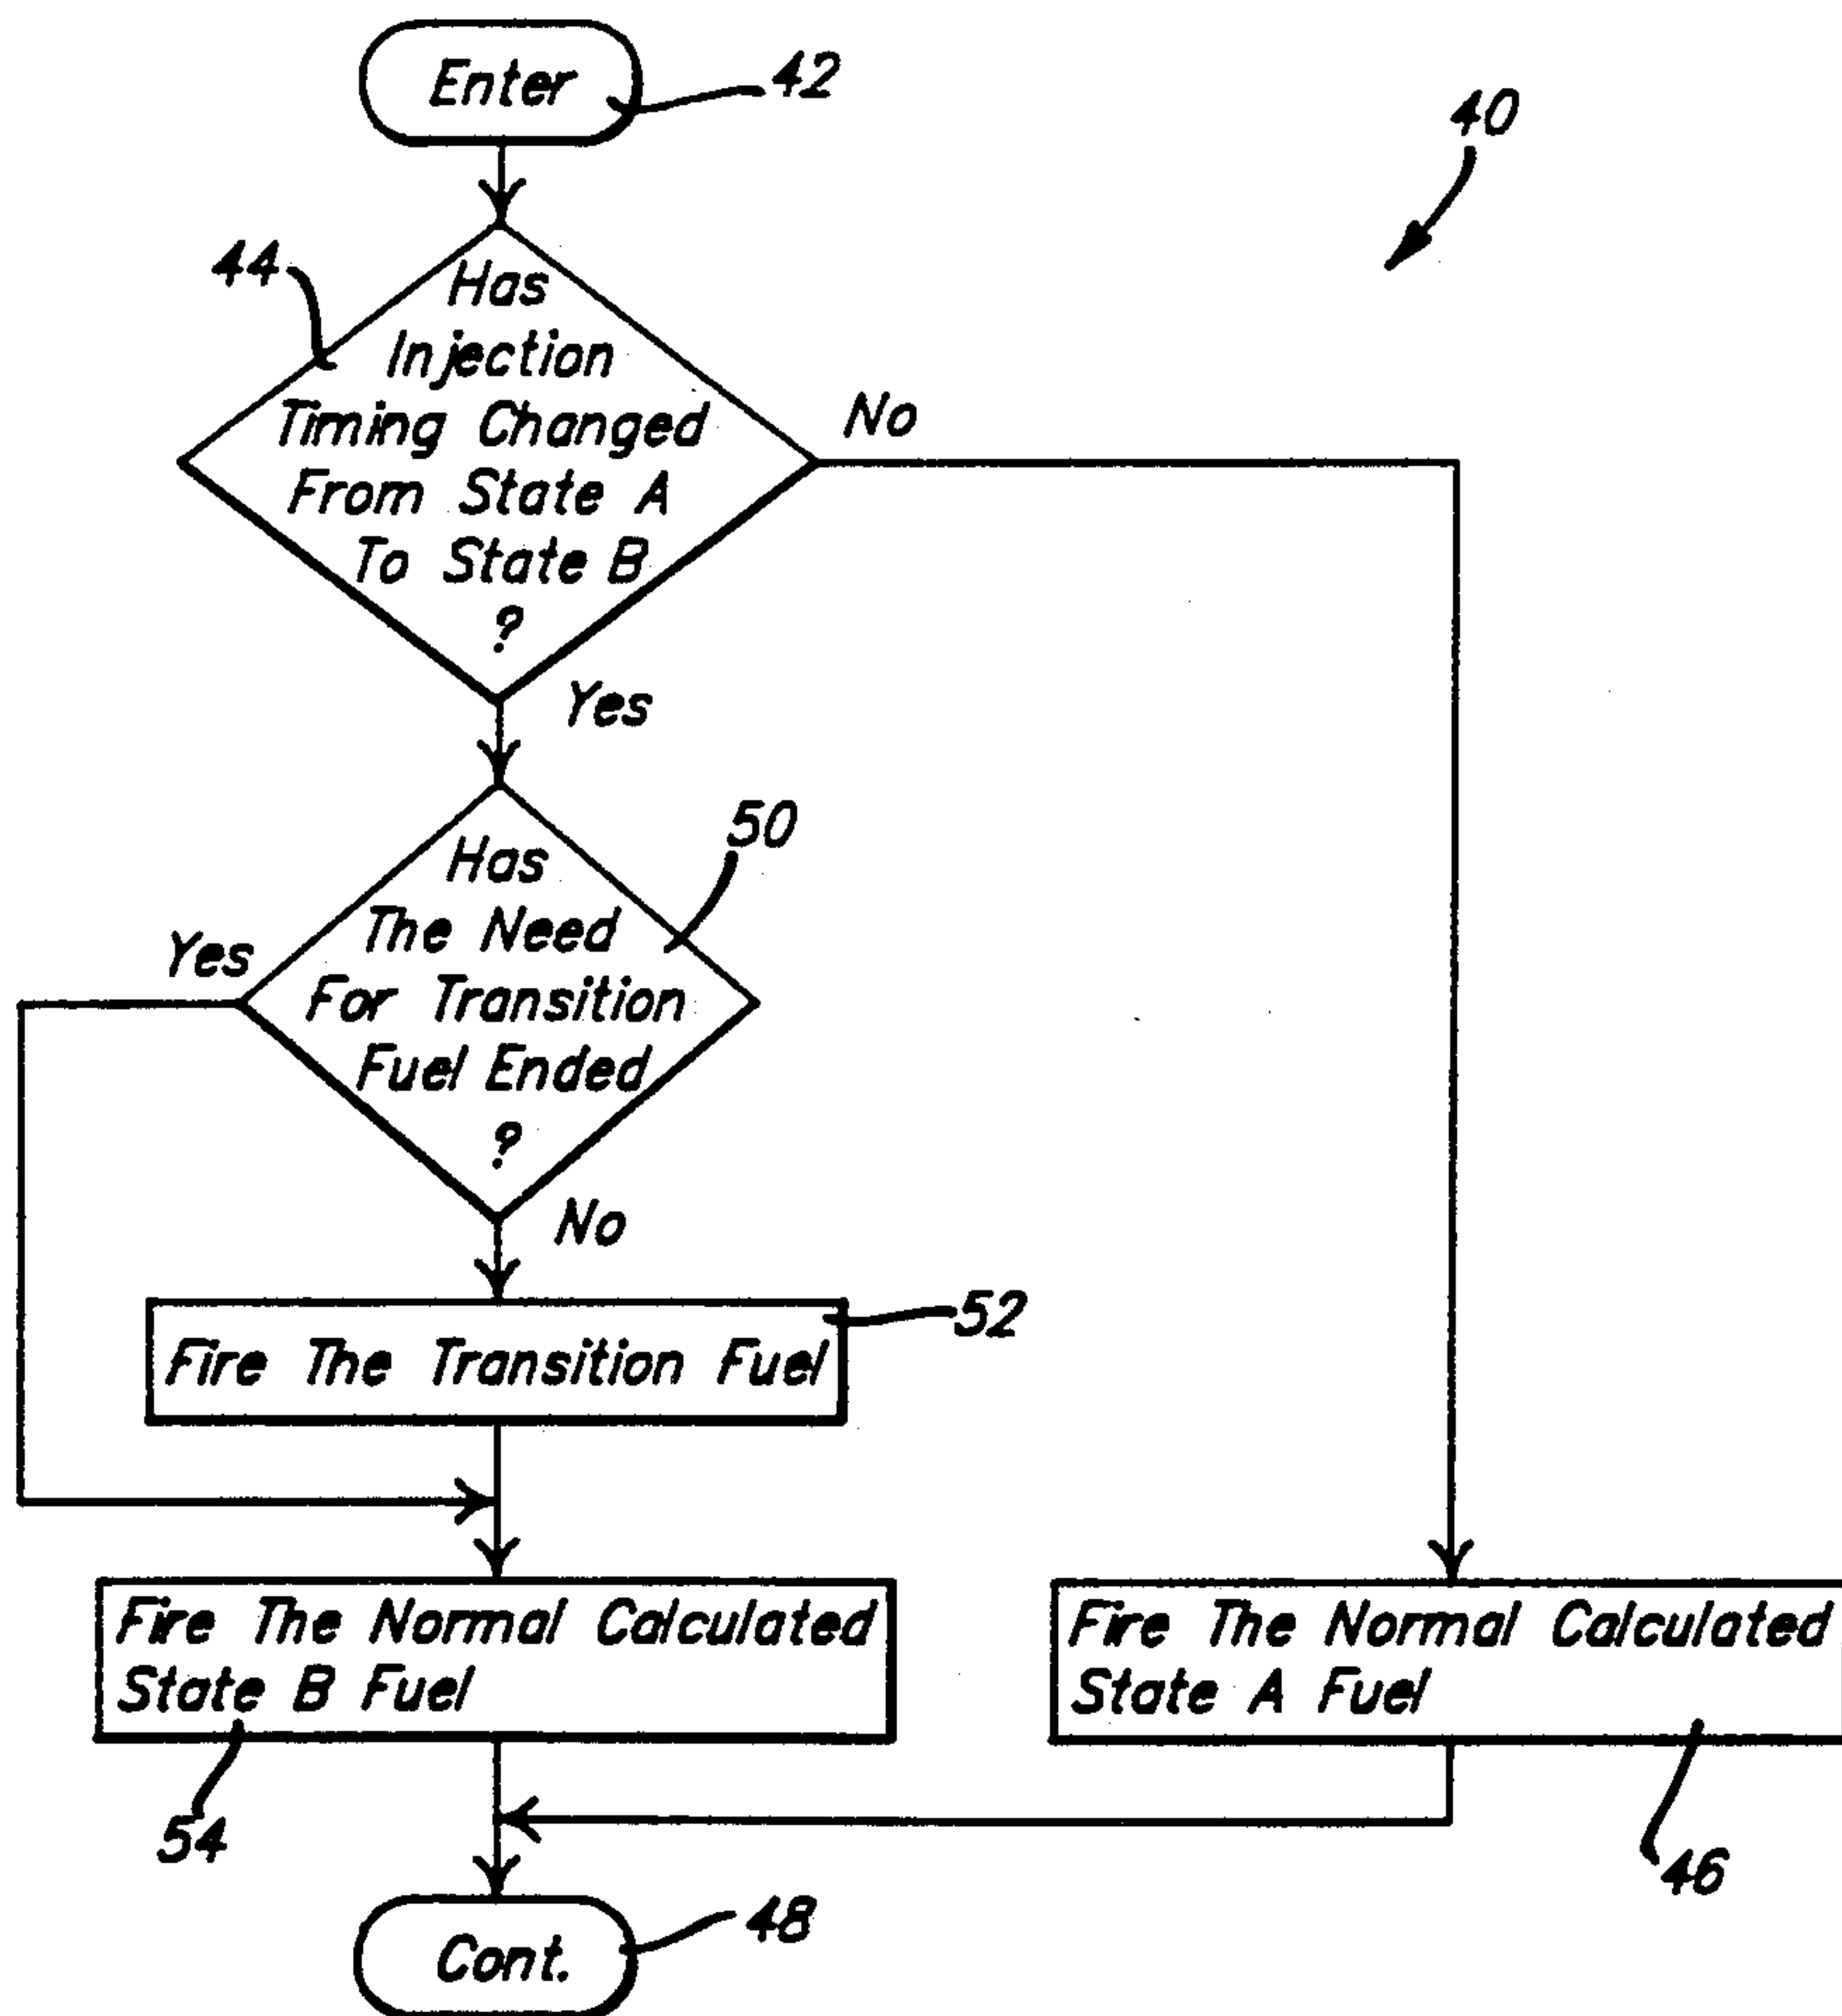 Enter
42
40
44
Has
Injection
Timing Changed
From State A
To State B
?
No
Yes
50
Has
The Need
For Transition
Fuel Ended
?
Yes
No
52
Fire The Transition Fuel
Fire The Normal Calculated
State B Fuel
Fire The Normal Calculated
State A Fuel
54
46
48
Cont.